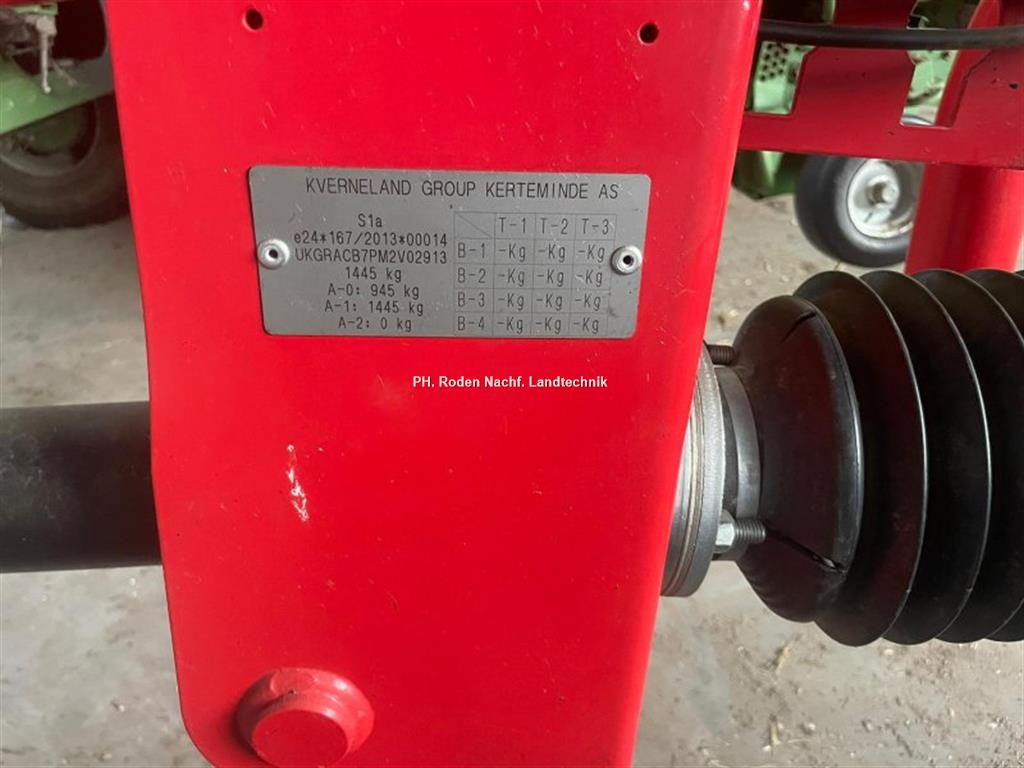 KVERNELAND GROUP KERTEMINDE AS
S1a
e24*167/2013*00014
UKGRACB7PM2V02913
1445 kg
A-0: 945 kg
A-1: 1445 kg
A-2: 0 kg
T-1 T-2 T-3
B-1 -Kg -Kg -Kg
B-2 -Kg -Kg -Kg
B-3 -Kg -Kg -Kg
B-4 -Kg -Kg -Kg
PH. Roden Nachf. Landtechnik